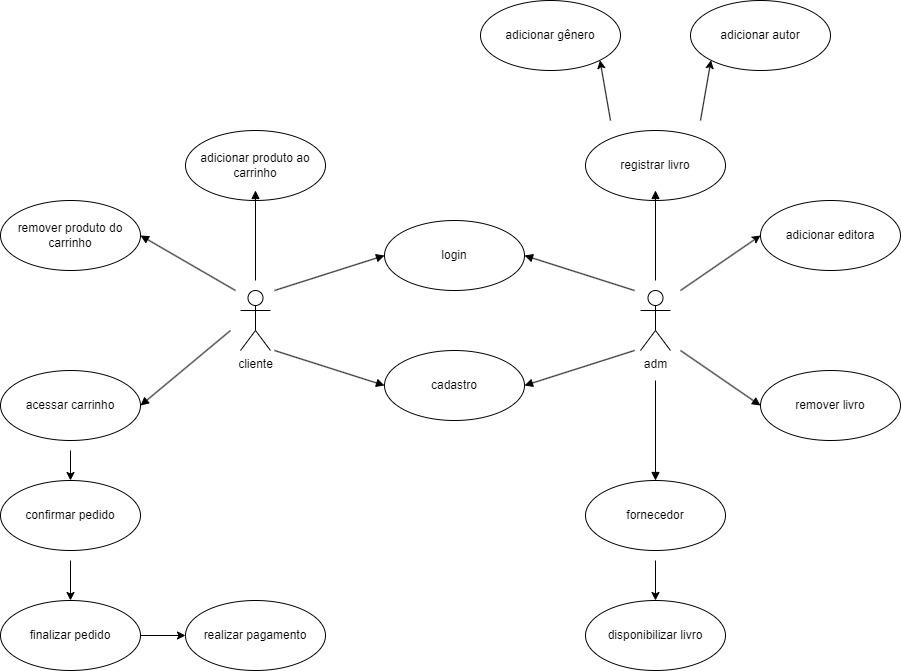 adicionar gênero
adicionar autor
adicionar produto ao
carrinho
registrar livro
remover produto do
carrinho
login
adicionar editora
cliente
adm
acessar carrinho
cadastro
remover livro
confirmar pedido
fornecedor
finalizar pedido
realizar pagamento
disponibilizar livro